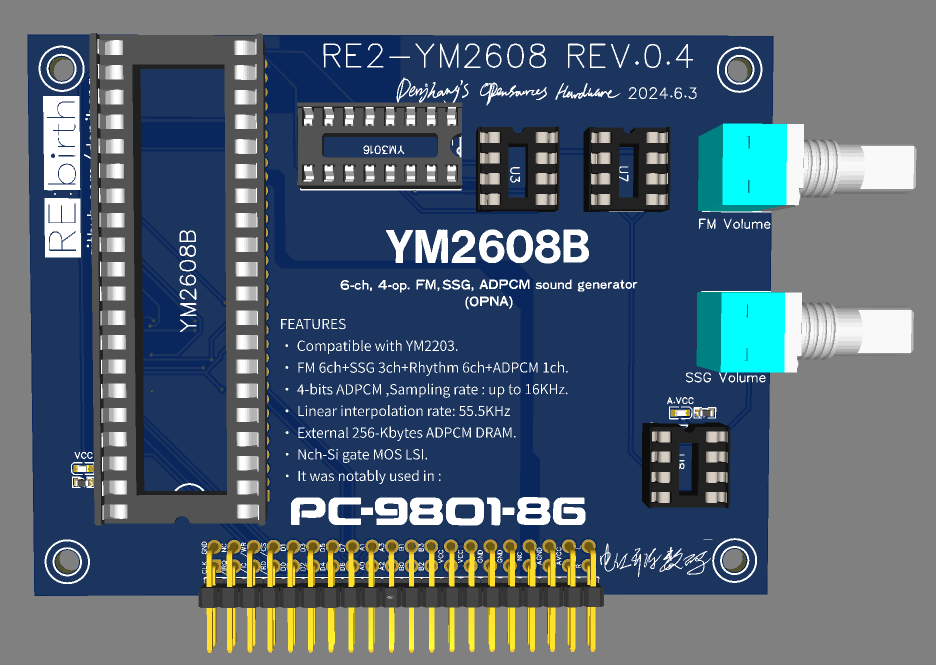 RE2-YM2608 REV.0.4
Denjhang's Opensources Hardware 2024.6.3
RE:birth
YM3016
U3
U7
FM Volume
YM2608B
YM2608B
6-ch, 4-op. FM,SSG, ADPCM sound generator
(OPNA)
FEATURES
· Compatible with YM2203.
· FM 6ch+SSG 3ch+Rhythm 6ch+ADPCM 1ch.
· 4-bits ADPCM ,Sampling rate : up to 16KHz.
· Linear interpolation rate: 55.5KHz
· External 256-Kbytes ADPCM DRAM.
· Nch-Si gate MOS LSI.
· It was notably used in :
SSG Volume
A.VCC
VCC
PC-9801-86